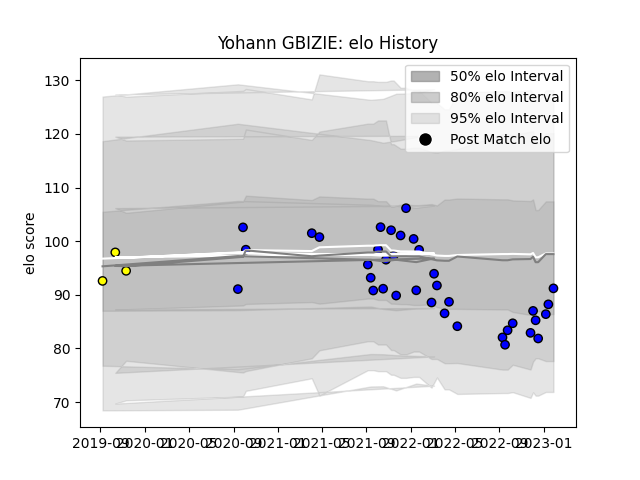 Yohann GBIZIE: elo History
50% elo Interval
80% elo Interval
95% elo Interval
Post Match elo
elo score
130
120
110
100
90
80
70
2019-09 2020-01 2020-05 2020-09 2021-01 2021-05 2021-09 2022-01 2022-05 2022-09 2023-01